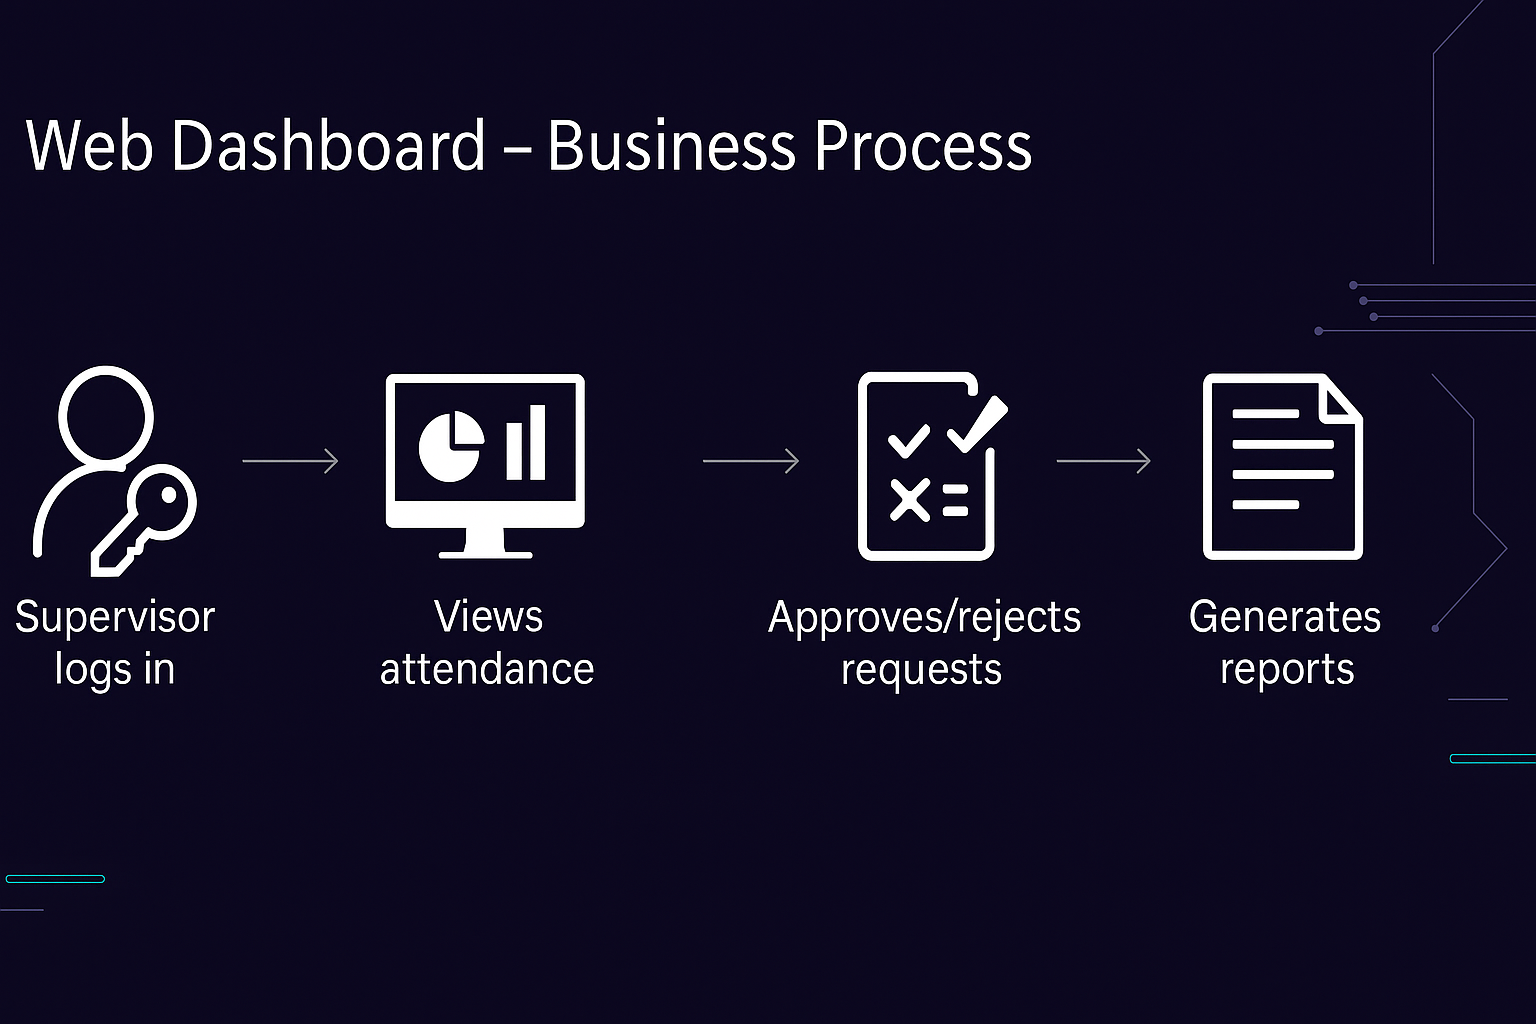 Web Dashboard – Business Process
Supervisor
logs in
Views
attendance
Approves/rejects
requests
Generates
reports